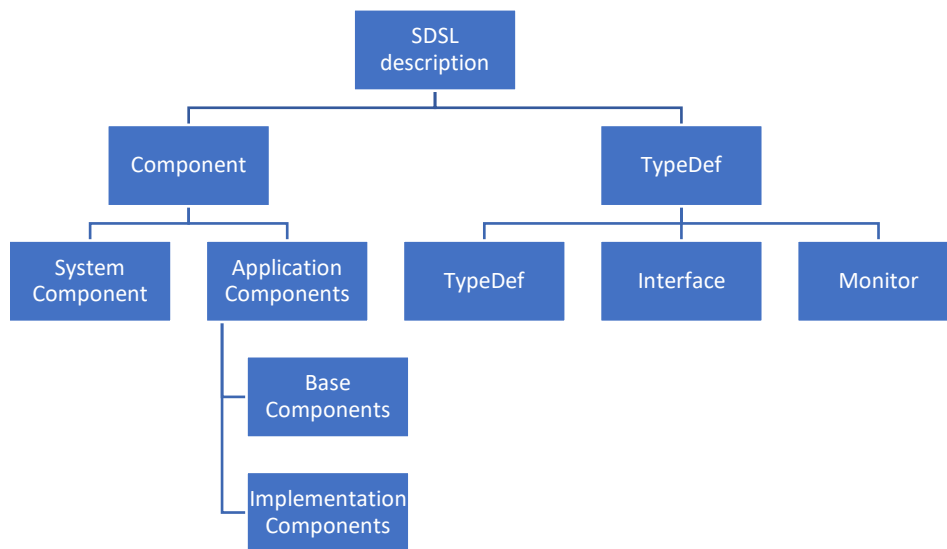 SDSL
description
Component
TypeDef
System
Component
Application
Components
TypeDef
Interface
Monitor
Base
Components
Implementation
Components